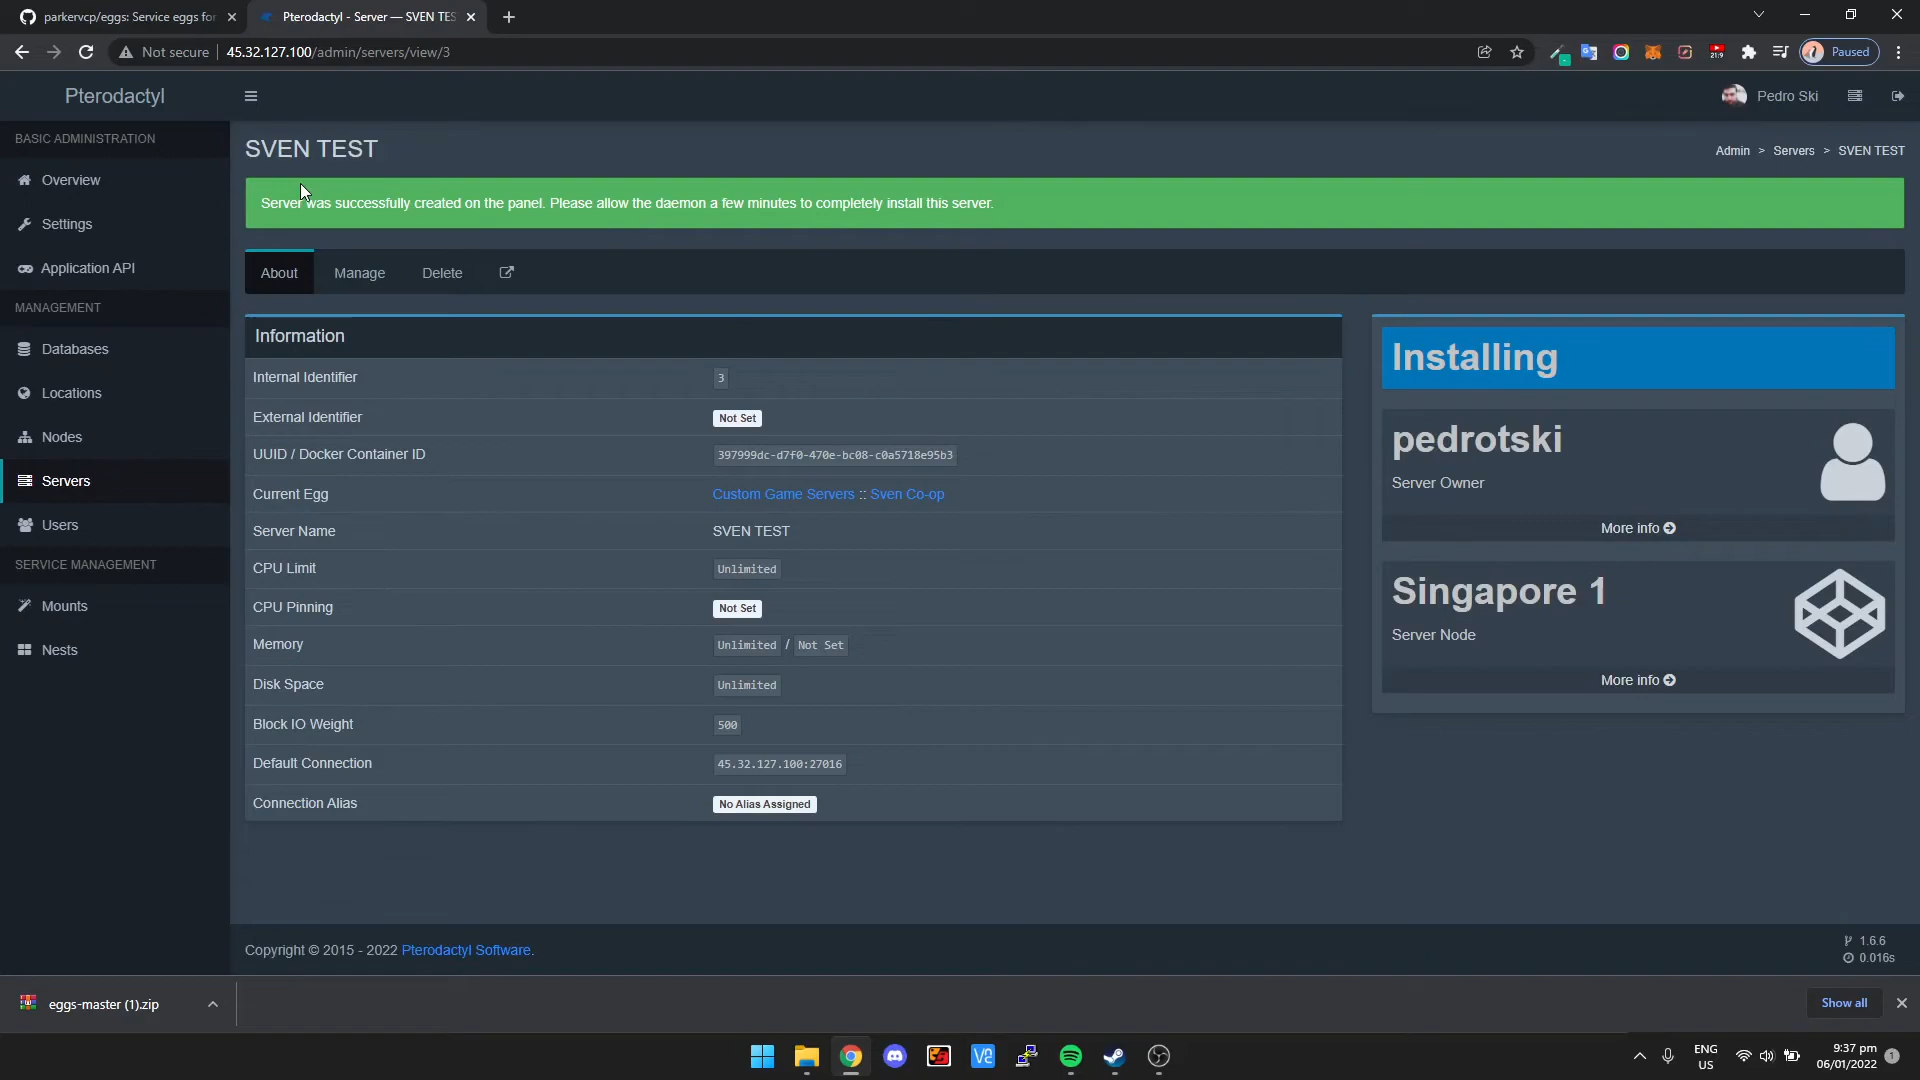 parkervcp/eggs: Service eggs for
Pterodactyl - Server — SVEN TES
Not secure
45.32.127.100/admin/servers/view/3
21:9
Paused
Pterodactyl
Pedro Ski
BASIC ADMINISTRATION
Overview
Settings
Application API
MANAGEMENT
Databases
Locations
Nodes
Servers
Users
SERVICE MANAGEMENT
Mounts
Nests
SVEN TEST
Admin > Servers > SVEN TEST
Server was successfully created on the panel. Please allow the daemon a few minutes to completely install this server.
About
Manage
Delete
Information
Internal Identifier
3
External Identifier
Not Set
UUID / Docker Container ID
397999dc-d7f0-470e-bc08-c0a5718e95b3
Current Egg
Custom Game Servers :: Sven Co-op
Server Name
SVEN TEST
CPU Limit
Unlimited
CPU Pinning
Not Set
Memory
Unlimited / Not Set
Disk Space
Unlimited
Block IO Weight
500
Default Connection
45.32.127.100:27016
Connection Alias
No Alias Assigned
Installing
pedrotski
Server Owner
More info
Singapore 1
Server Node
More info
Copyright © 2015 - 2022 Pterodactyl Software.
1.6.6
0.016s
eggs-master (1).zip
Show all
V2
ENG
US
9:37 pm
06/01/2022
1